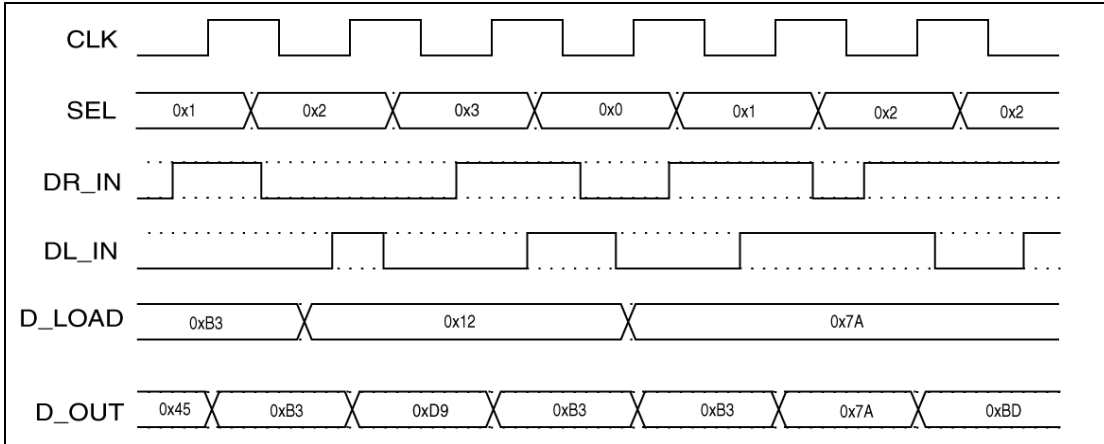 CLK
SEL 0x1 0x2 0x3 0x0 0x1 0x2 0x2
DR_IN
DL_IN
D_LOAD 0xB3 0x12 0x7A
D_OUT 0x45 0xB3 0xD9 0xB3 0xB3 0x7A 0xBD